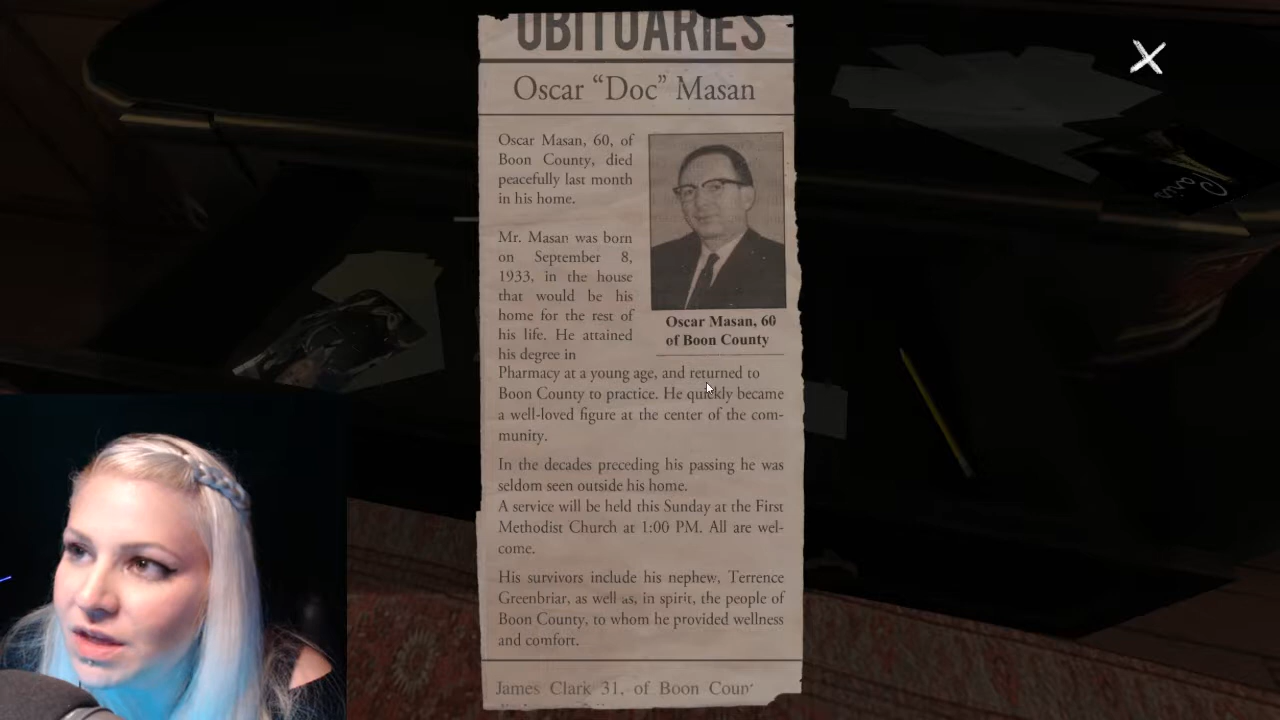 OBITUARIES
Oscar “Doc” Masan
Oscar Masan, 60, of
Boon County, died
peacefully last month
in his home.
Mr. Masan was born
on September 8,
1933, in the house
that would be his
home for the rest of
his life. He attained
his degree in
Pharmacy at a young age, and returned to
Boon County to practice. He quickly became
a well-loved figure at the center of the com-
munity.
Oscar Masan, 60
of Boon County
In the decades preceding his passing he was
seldom seen outside his home.
A service will be held this Sunday at the First
Methodist Church at 1:00 PM. All are wel-
come.
His survivors include his nephew, Terrence
Greenbriar, as well as, in spirit, the people of
Boon County, to whom he provided wellness
and comfort.
James Clark 31, of Boon Coun